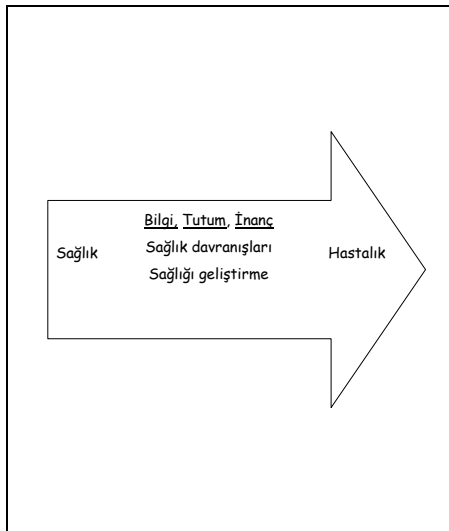 Bilgi, Tutum, İnanç
Sağlık davranışları
Sağlık
Hastalık
Sağlığı geliştirme